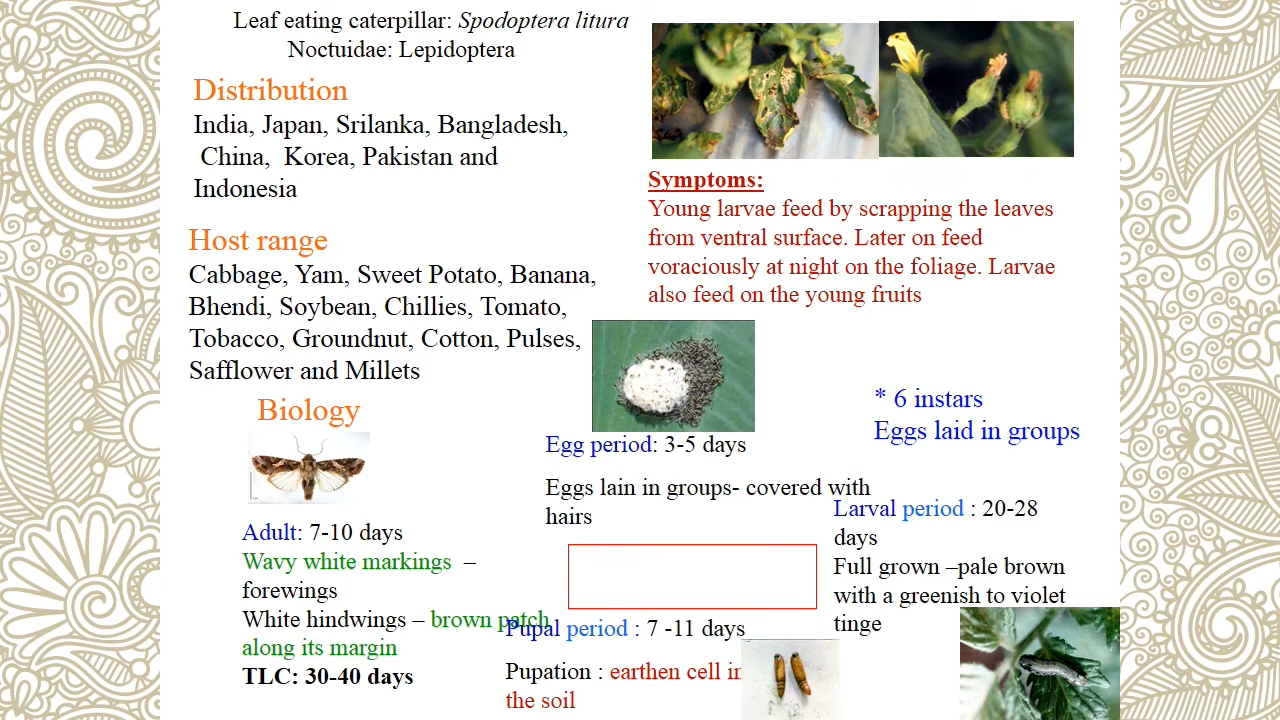 Leaf eating caterpillar: Spodoptera litura
Noctuidae: Lepidoptera
Distribution
India, Japan, Srilanka, Bangladesh,
China, Korea, Pakistan and
Indonesia
Host range
Cabbage, Yam, Sweet Potato, Banana,
Bhendi, Soybean, Chillies, Tomato,
Tobacco, Groundnut, Cotton, Pulses,
Safflower and Millets
Symptoms:
Young larvae feed by scrapping the leaves
from ventral surface. Later on feed
voraciously at night on the foliage. Larvae
also feed on the young fruits
Biology
* 6 instars
Eggs laid in groups
Egg period: 3-5 days
Eggs lain in groups- covered with
hairs
Larval period : 20-28
days
Full grown –pale brown
with a greenish to violet
tinge
Adult: 7-10 days
Wavy white markings –
forewings
White hindwings – brown patch
along its margin
TLC: 30-40 days
Pupal period : 7 -11 days
Pupation : earthen cell in
the soil